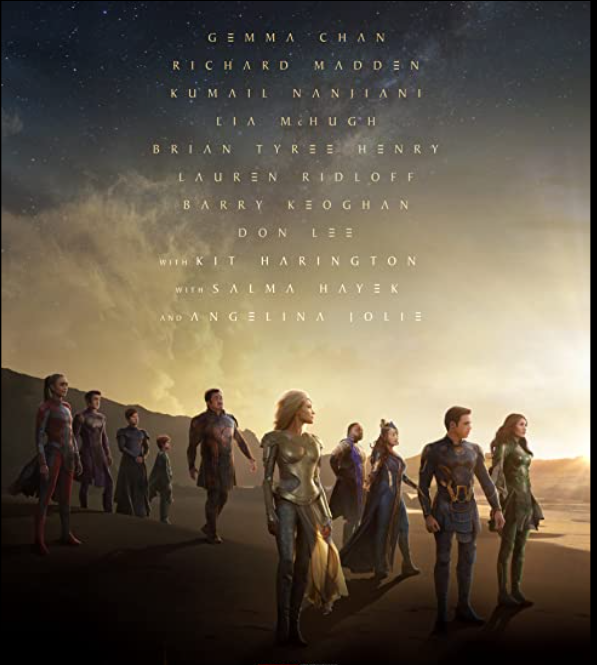 GEMMA CHAN
RICHARD MADDEN
KUMAIL NANJIANI
LIA McHUGH
BRIAN TYREE HENRY
LAUREN RIDLOFF
BARRY KEOGHAN
DON LEE
WITH KIT HARINGTON
WITH SALMA HAYEK
AND ANGELINA JOLIE